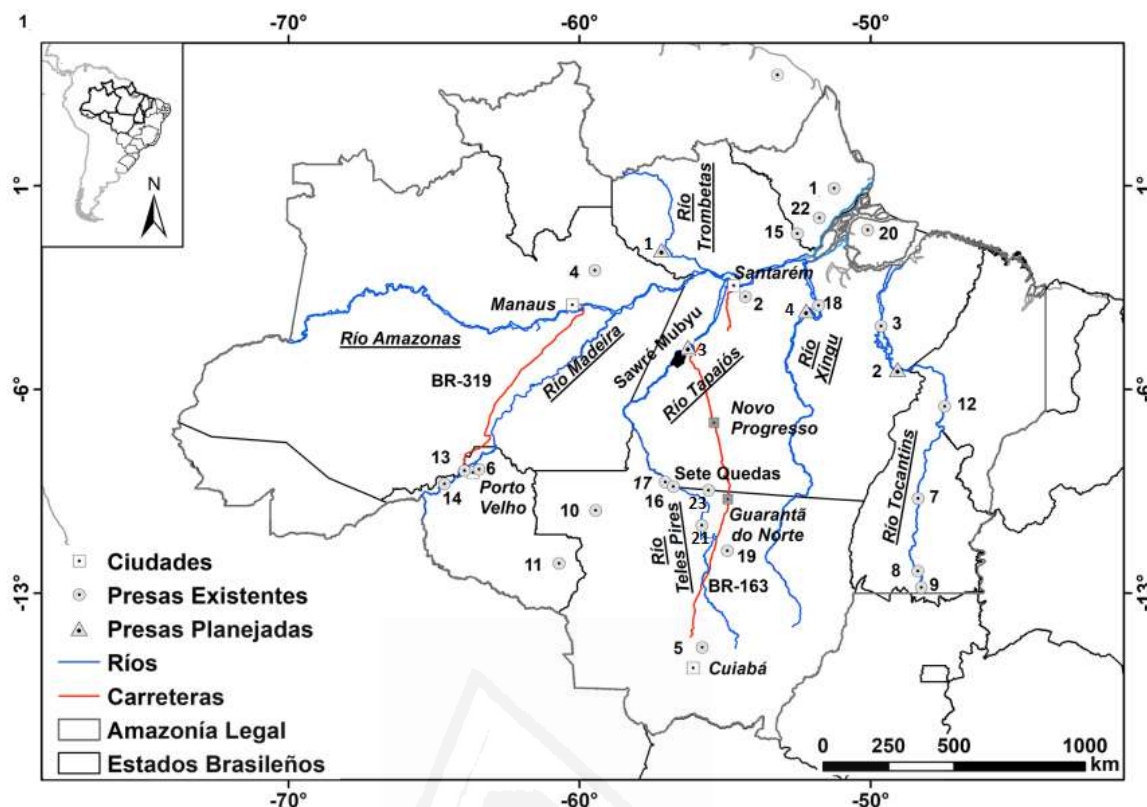 1
-70°
-60°
-50°
N
1°
1°
Río
Trombetas
1
1
22
15
20
4
Santarém
Manaus
2
4
18
3
Río Amazonas
Río Madeira
Sawré Mubyu
3
Río Tapajós
Río
Xingu
-6°
-6°
2
BR-319
12
Novo
Progresso
Río Tocantins
13
6
14
Porto
Velho
Sete Quedas
17
16
23
7
10
Guarantã
do Norte
21
19
Río
Teles Pires
11
8
9
BR-163
-13°
-13°
5
Cuiabá
Ciudades
Presas Existentes
Presas Planejadas
Ríos
Carreteras
Amazonía Legal
Estados Brasileños
0 250 500 1000
km
-70°
-60°
-50°